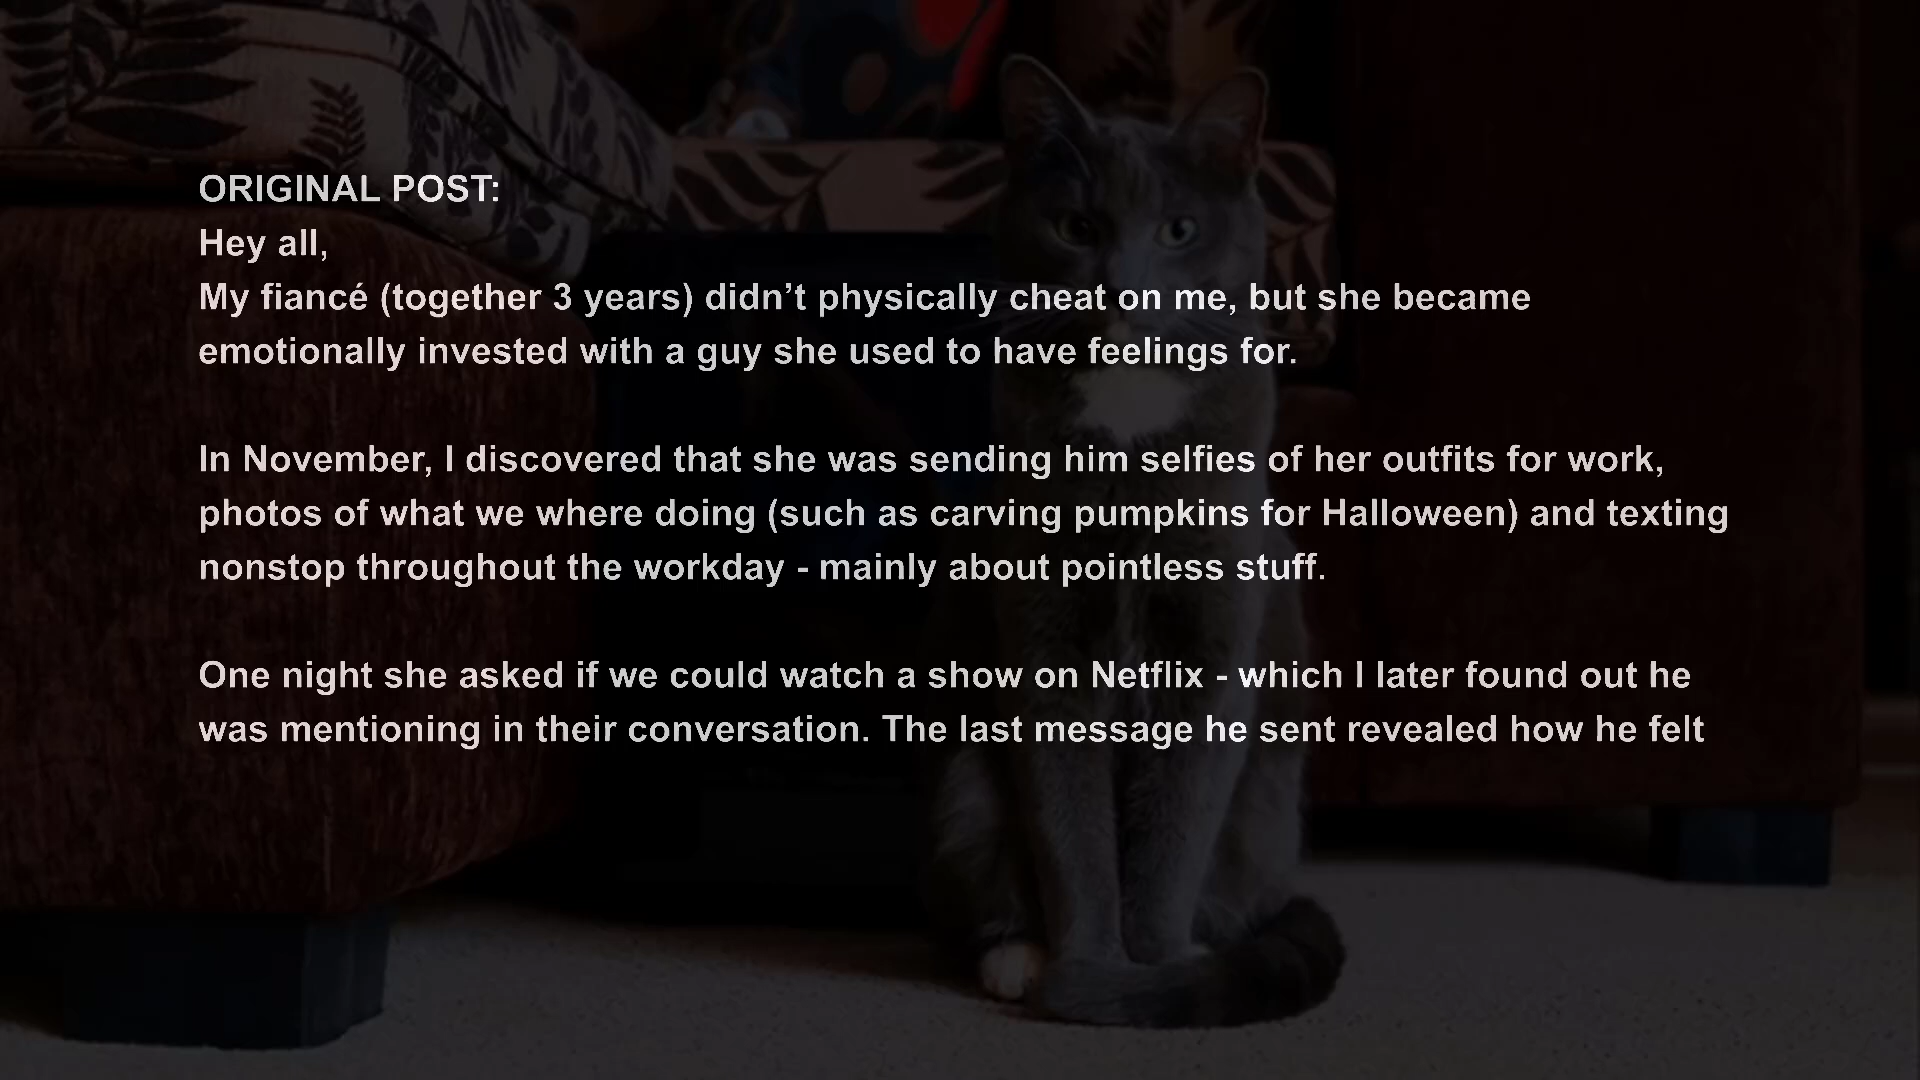 ORIGINAL POST:
Hey all,
My fiancé (together 3 years) didn’t physically cheat on me, but she became
emotionally invested with a guy she used to have feelings for.
In November, I discovered that she was sending him selfies of her outfits for work,
photos of what we where doing (such as carving pumpkins for Halloween) and texting
nonstop throughout the workday - mainly about pointless stuff.
One night she asked if we could watch a show on Netflix - which I later found out he
was mentioning in their conversation. The last message he sent revealed how he felt